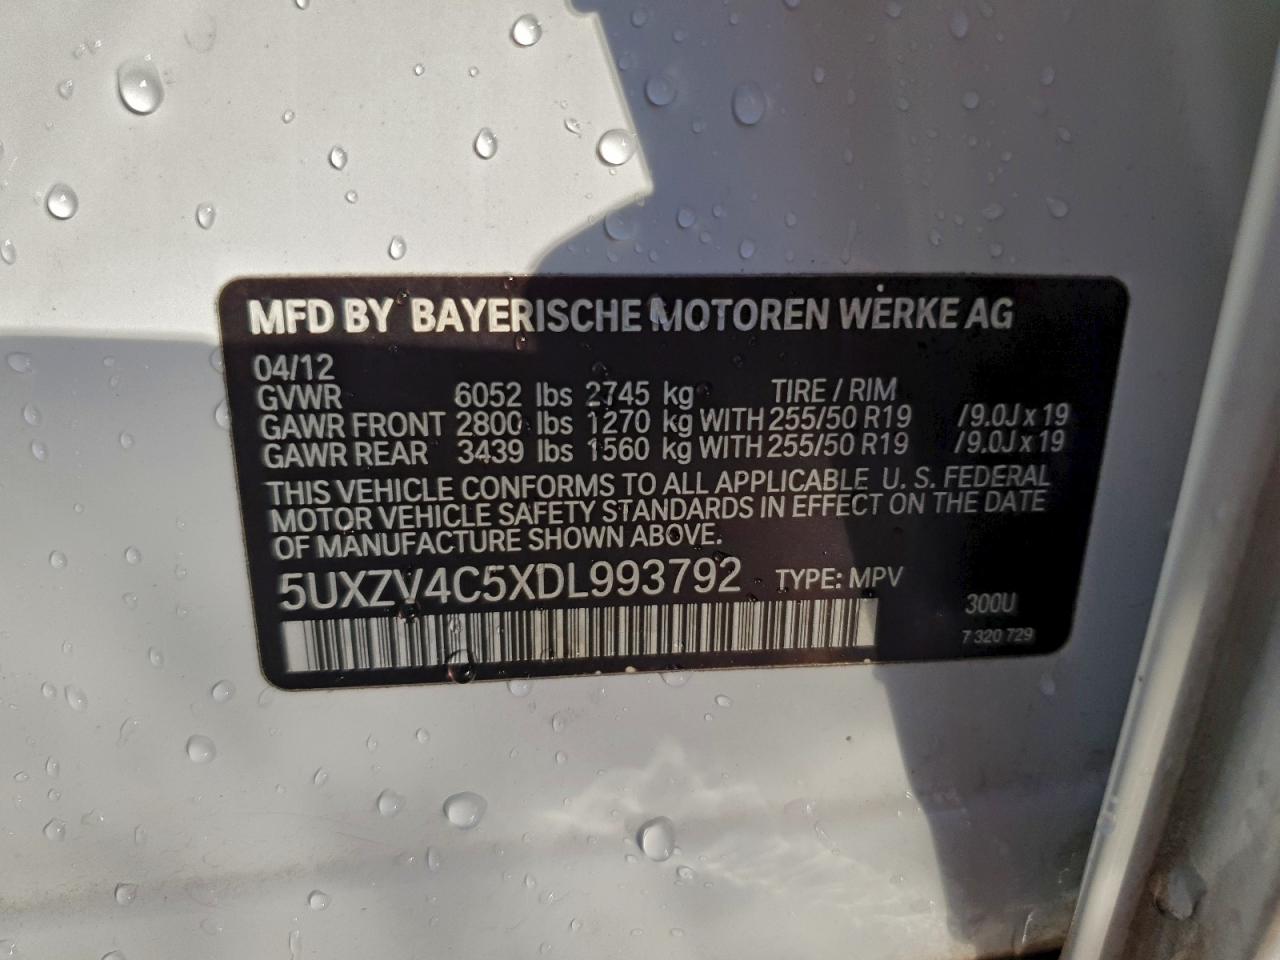 MFD BY BAYERISCHE MOTOREN WERKE AG
04/12
GVWR 6052 lbs 2745 kg TIRE / RIM
GAWR FRONT 2800 lbs 1270 kg WITH 255/50 R19 /9.0J x 19
GAWR REAR 3439 lbs 1560 kg WITH 255/50 R19 /9.0J x 19
THIS VEHICLE CONFORMS TO ALL APPLICABLE U. S. FEDERAL
MOTOR VEHICLE SAFETY STANDARDS IN EFFECT ON THE DATE
OF MANUFACTURE SHOWN ABOVE.
5UXZV4C5XDL993792 TYPE: MPV
300U
7 320 729